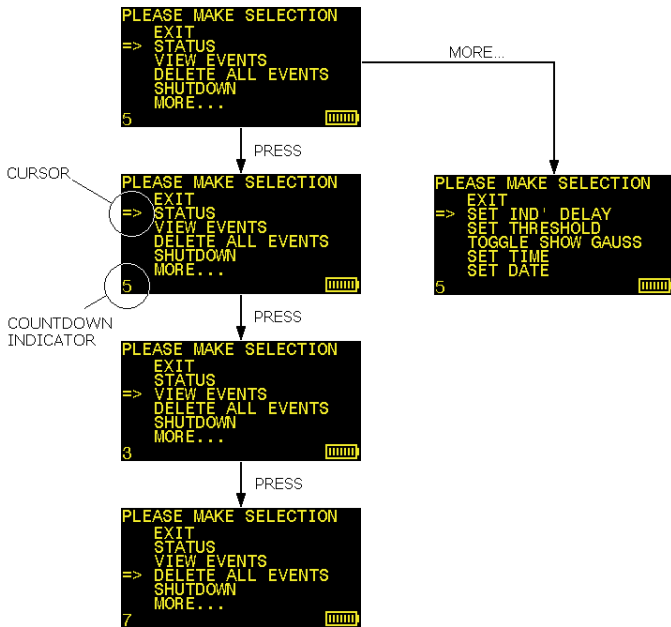 PLEASE MAKE SELECTION
EXIT
=> STATUS
VIEW EVENTS
DELETE ALL EVENTS
SHUTDOWN
MORE...
5
MORE...
PRESS
CURSOR
PLEASE MAKE SELECTION
EXIT
=> STATUS
VIEW EVENTS
DELETE ALL EVENTS
SHUTDOWN
MORE...
5
COUNTDOWN
INDICATOR
PLEASE MAKE SELECTION
EXIT
=> SET IND' DELAY
SET THRESHOLD
TOGGLE SHOW GAUSS
SET TIME
SET DATE
5
PRESS
PLEASE MAKE SELECTION
EXIT
STATUS
=> VIEW EVENTS
DELETE ALL EVENTS
SHUTDOWN
MORE...
3
PRESS
PLEASE MAKE SELECTION
EXIT
STATUS
VIEW EVENTS
=> DELETE ALL EVENTS
SHUTDOWN
MORE...
7